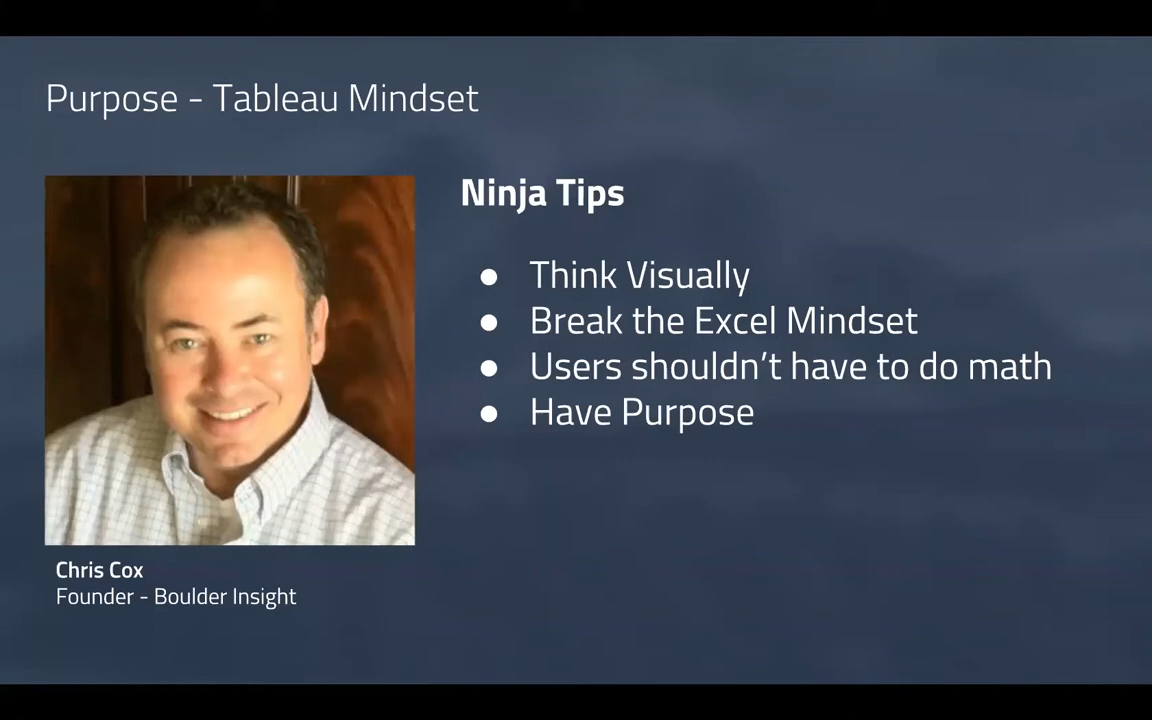 Purpose - Tableau Mindset
Ninja Tips
● Think Visually
● Break the Excel Mindset
● Users shouldn’t have to do math
● Have Purpose
Chris Cox
Founder - Boulder Insight